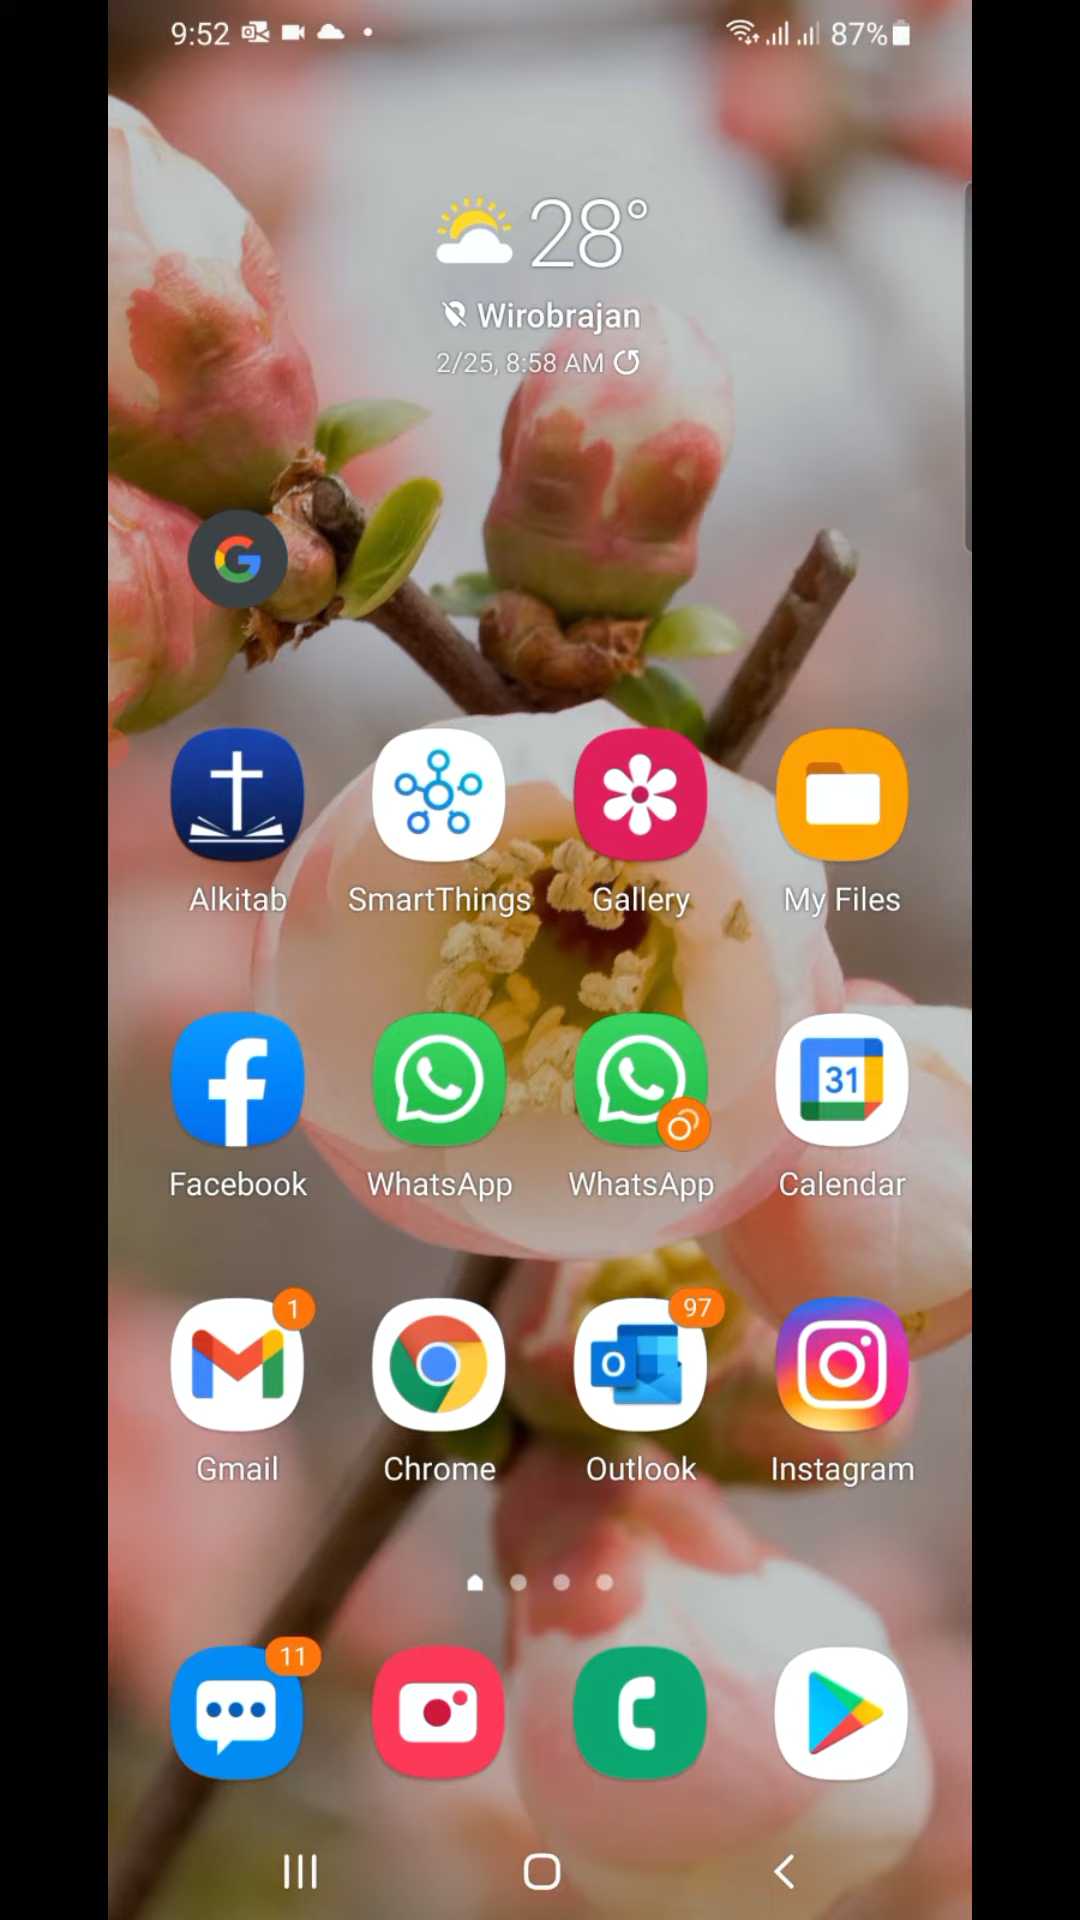 9:52
87%
28°
Wirobrajan
2/25, 8:58 AM
Alkitab SmartThings Gallery My Files
31
Facebook WhatsApp WhatsApp Calendar
1
97
Gmail Chrome Outlook Instagram
11